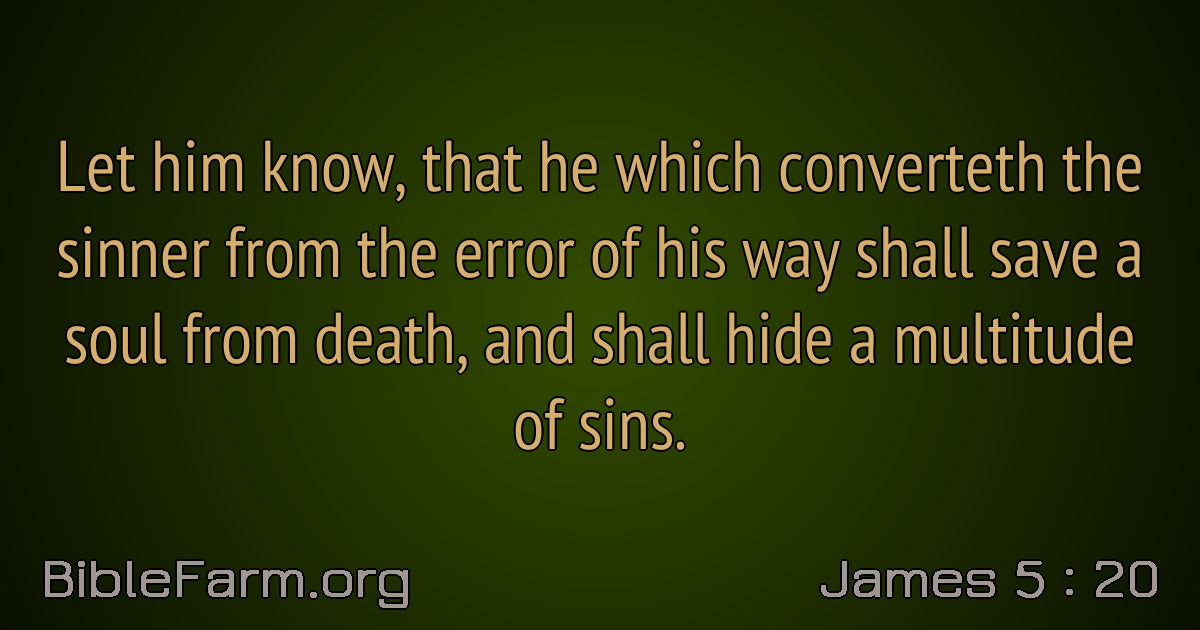 Let him know, that he which converteth the
sinner from the error of his way shall save a
soul from death, and shall hide a multitude
of sins.
BibleFarm.org
James 5 : 20